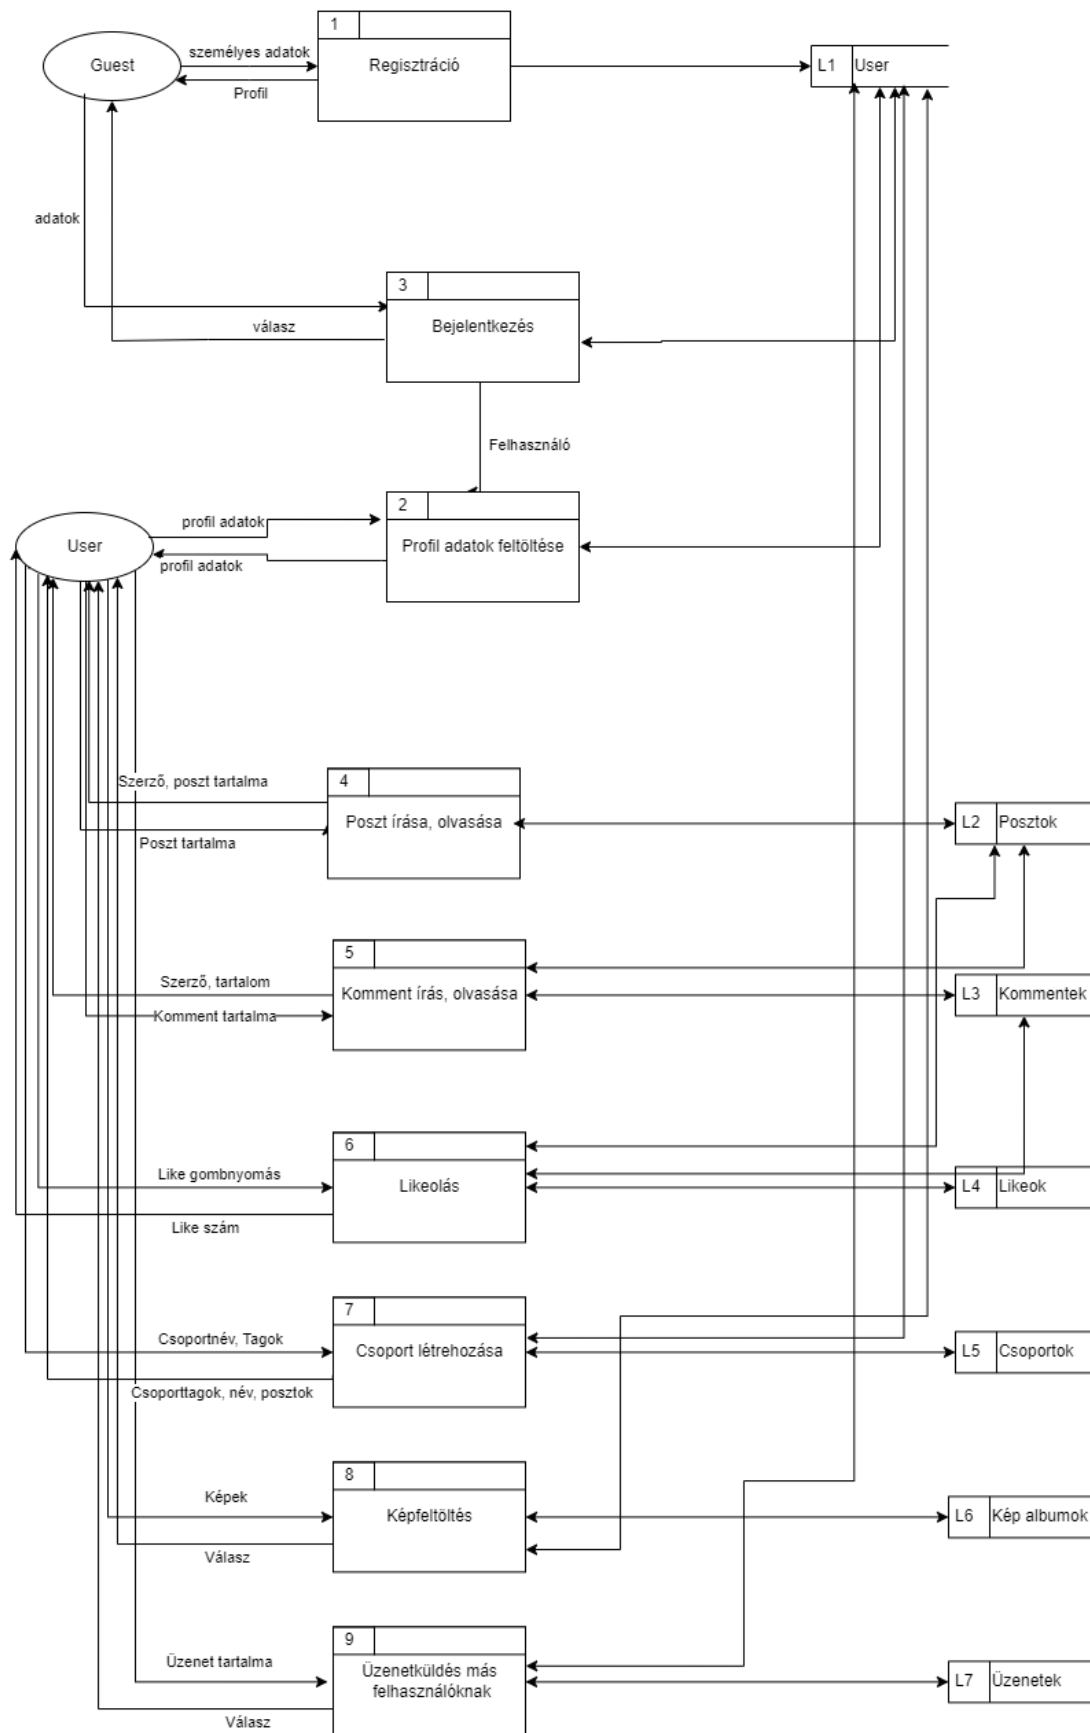 1
Guest
személyes adatok
Regisztráció
L1
User
Profil
adatok
3
válasz
Bejelentkezés
Felhasználó
2
profil adatok
User
Profil adatok feltöltése
profil adatok
4
Szerző, poszt tartalma
Poszt írása, olvasása
L2
Posztok
Poszt tartalma
5
Szerző, tartalom
Komment írás, olvasása
L3
Kommentek
Komment tartalma
6
Like gombnyomás
Likeolás
L4
Likeok
Like szám
7
Csoportnév, Tagok
Csoport létrehozása
L5
Csoportok
Csoporttagok, név, posztok
8
Képek
Képfeltöltés
L6
Kép albumok
Válasz
9
Üzenet tartalma
Üzenetküldés más
felhasználóknak
L7
Üzenetek
Válasz